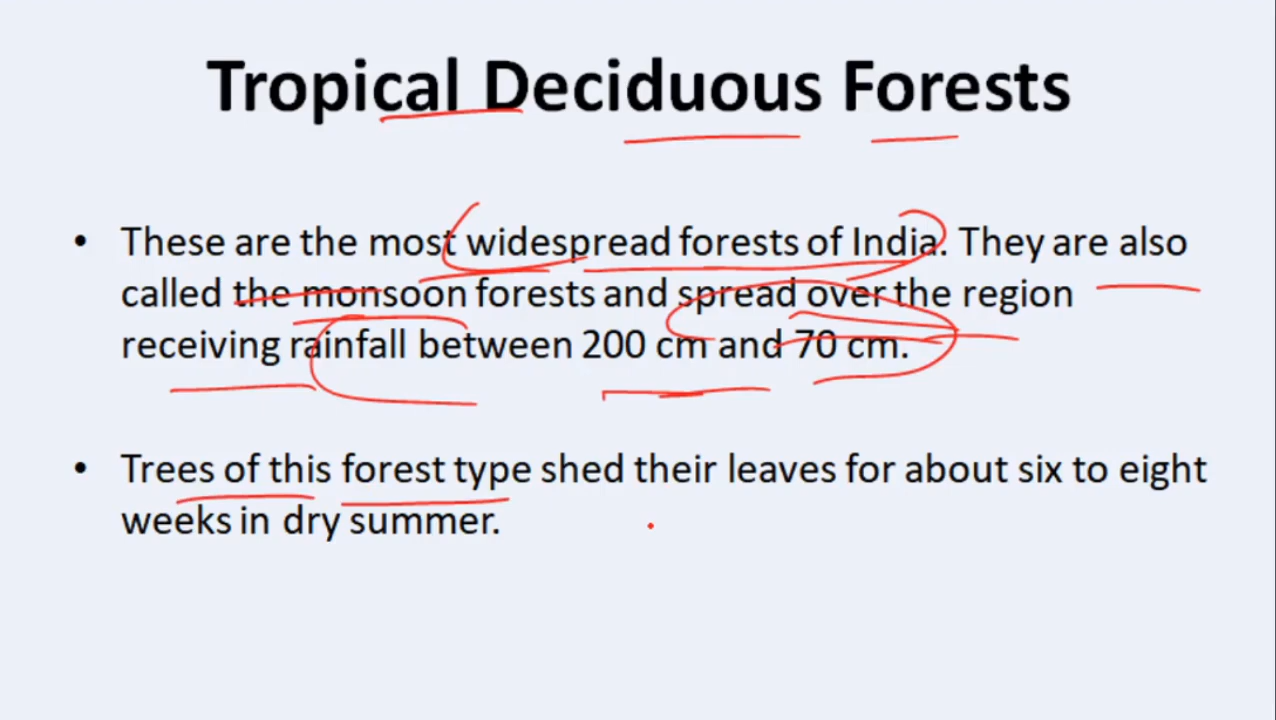 Tropical Deciduous Forests
• These are the most widespread forests of India. They are also
called the monsoon forests and spread over the region
receiving rainfall between 200 cm and 70 cm.
• Trees of this forest type shed their leaves for about six to eight
weeks in dry summer.